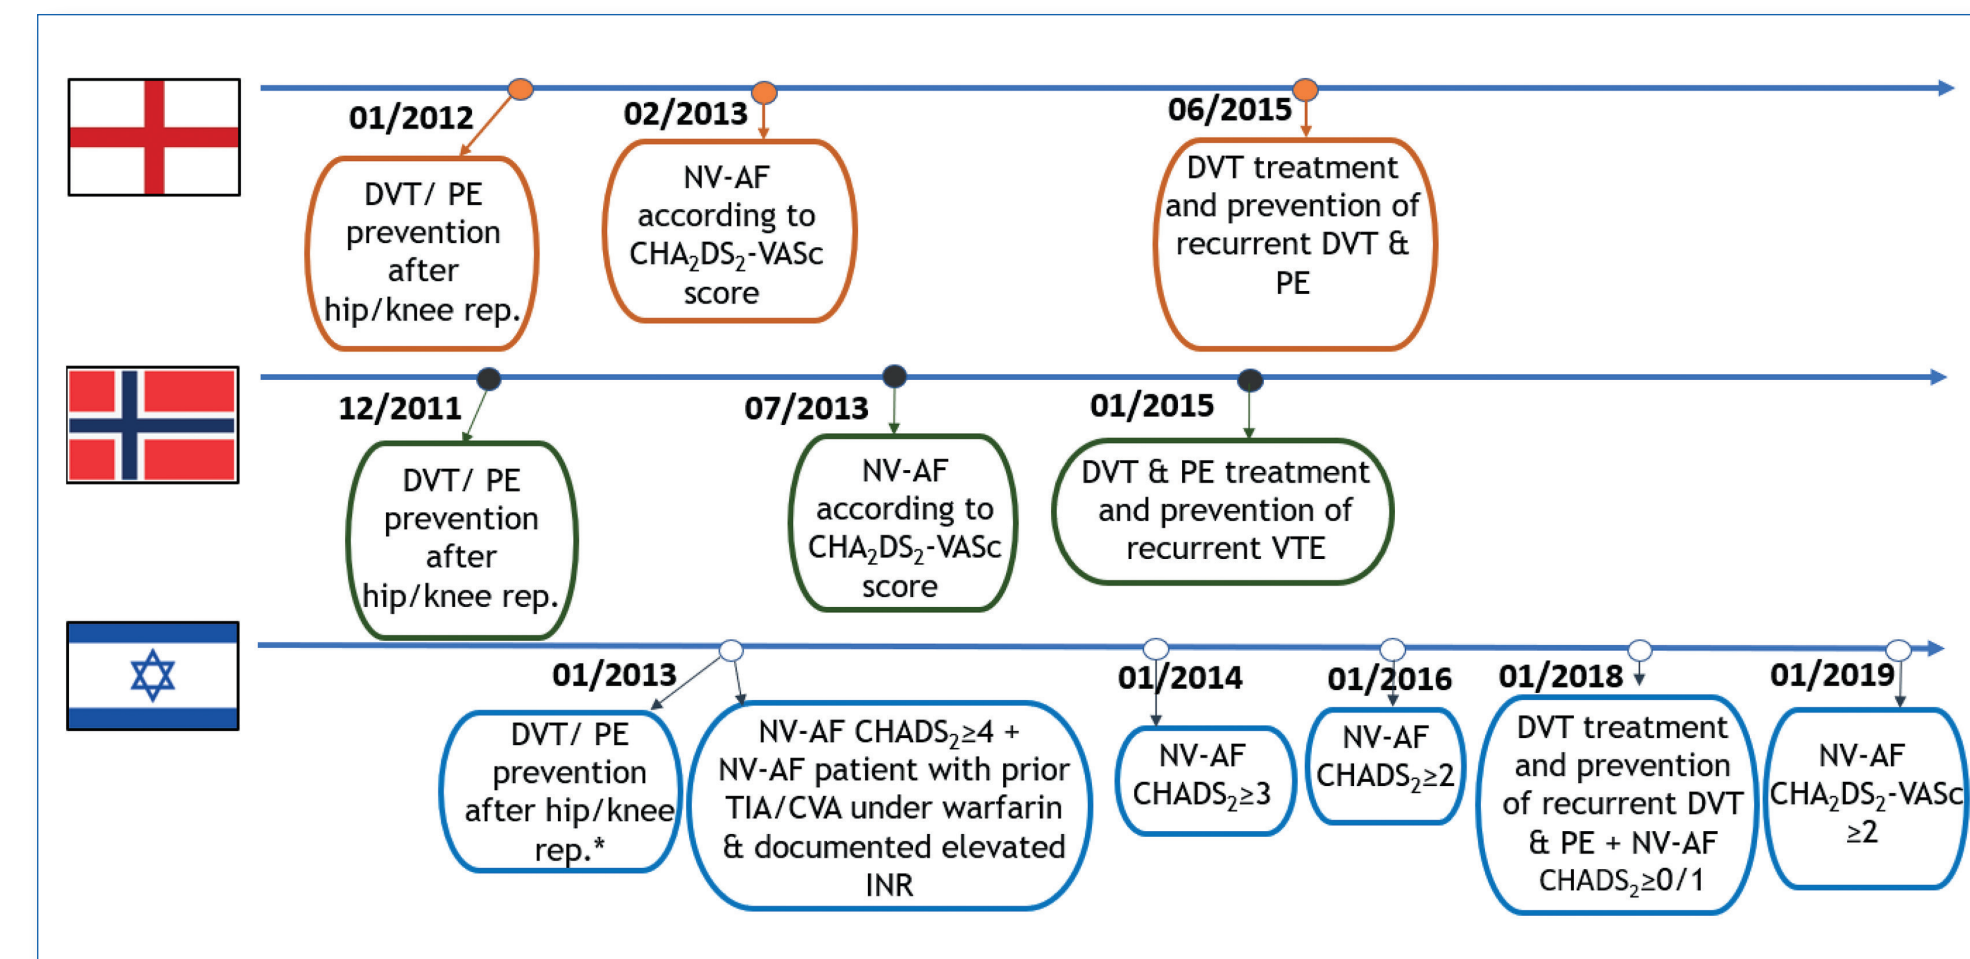 01/2012
DVT/ PE
prevention
after
hip/knee rep.
02/2013
NV-AF
according to
CHA₂DS₂-VASc
score
06/2015
DVT treatment
and prevention of
recurrent DVT &
PE
12/2011
DVT/ PE
prevention
after
hip/knee rep.
07/2013
NV-AF
according to
CHA₂DS₂-VASc
score
01/2015
DVT & PE treatment
and prevention of
recurrent VTE
01/2013
DVT/ PE
prevention
after hip/knee
rep.*
NV-AF CHADS₂≥4 +
NV-AF patient with prior
TIA/CVA under warfarin
& documented elevated
INR
01/2014
NV-AF
CHADS₂≥3
01/2016
NV-AF
CHADS₂≥2
01/2018
DVT treatment
and prevention
of recurrent DVT
& PE + NV-AF
CHADS₂≥0/1
01/2019
NV-AF
CHA₂DS₂-VASc
≥2